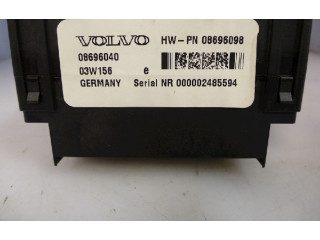 VOLVO HW-PN 08696098
08696040
03W156 e
GERMANY Serial NR 000002485594